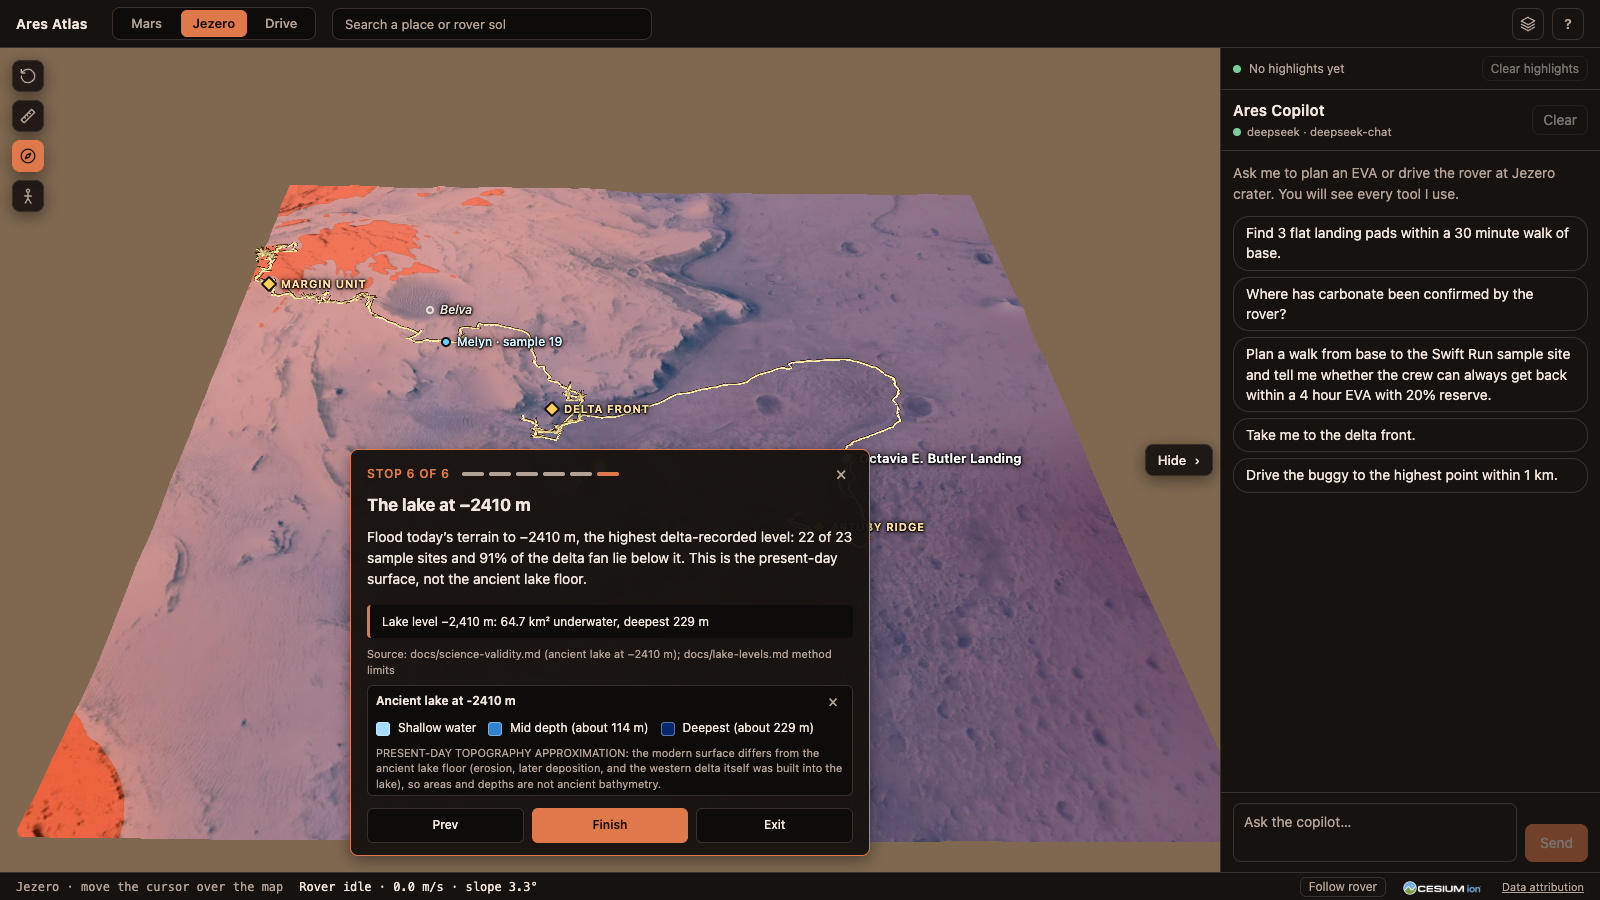 Ares Atlas
Mars
Jezero
Drive
Search a place or rover sol
?
No highlights yet
Clear highlights
Ares Copilot
deepseek · deepseek-chat
Clear
Ask me to plan an EVA or drive the rover at Jezero
crater. You will see every tool I use.
Find 3 flat landing pads within a 30 minute walk of
base.
Where has carbonate been confirmed by the
rover?
Plan a walk from base to the Swift Run sample site
and tell me whether the crew can always get back
within a 4 hour EVA with 20% reserve.
Take me to the delta front.
Drive the buggy to the highest point within 1 km.
Ask the copilot...
Send
MARGIN UNIT
Belva
Melyn · sample 19
DELTA FRONT
ctavia E. Butler Landing
BY RIDGE
Hide ›
STOP 6 OF 6
The lake at −2410 m
Flood today's terrain to −2410 m, the highest delta-recorded level: 22 of 23
sample sites and 91% of the delta fan lie below it. This is the present-day
surface, not the ancient lake floor.
Lake level −2,410 m: 64.7 km² underwater, deepest 229 m
Source: docs/science-validity.md (ancient lake at −2410 m); docs/lake-levels.md method
limits
Ancient lake at -2410 m
Shallow water
Mid depth (about 114 m)
Deepest (about 229 m)
PRESENT-DAY TOPOGRAPHY APPROXIMATION: the modern surface differs from the
ancient lake floor (erosion, later deposition, and the western delta itself was built into the
lake), so areas and depths are not ancient bathymetry.
Prev
Finish
Exit
Jezero · move the cursor over the map
Rover idle · 0.0 m/s · slope 3.3°
Follow rover
CESIUM ion
Data attribution